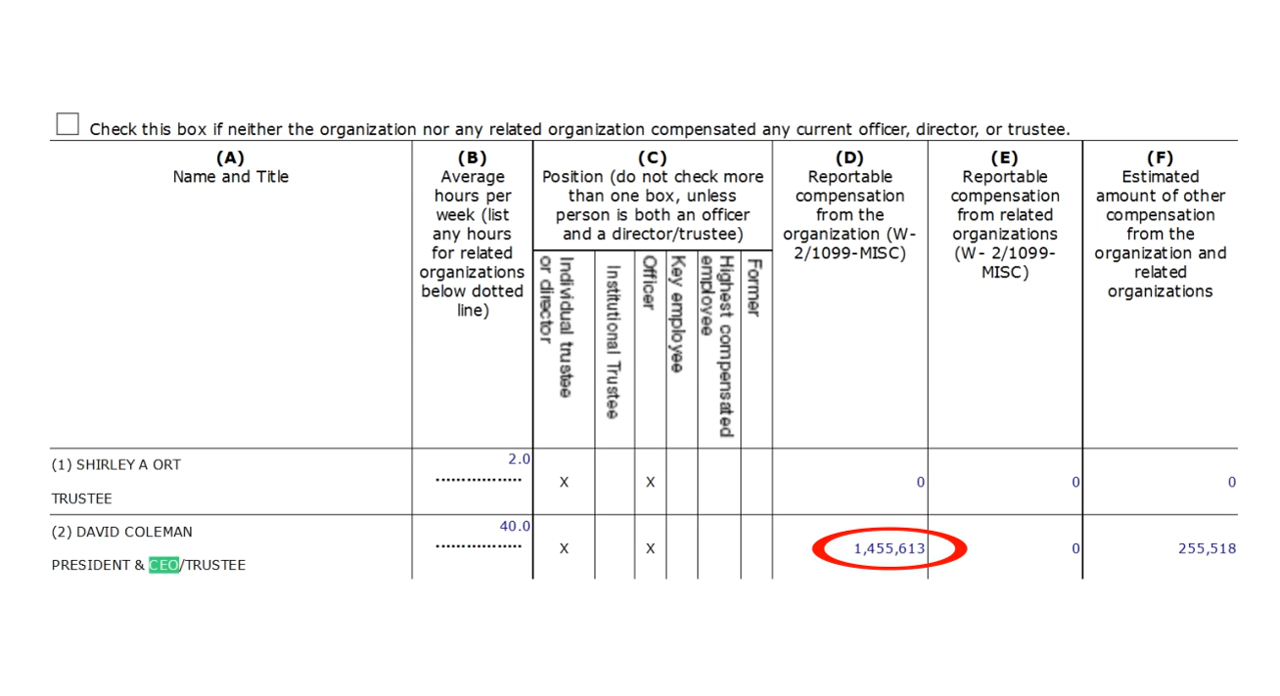 Check this box if neither the organization nor any related organization compensated any current officer, director, or trustee.
(A)
Name and Title
(B)
Average
hours per
week (list
any hours
for related
organizations
below dotted
line)
(C)
Position (do not check more
than one box, unless
person is both an officer
and a director/trustee)
Individual trustee
or director
Institutional Trustee
Officer
Key employee
Highest compensated
employee
Former
(D)
Reportable
compensation
from the
organization (W-
2/1099-MISC)
(E)
Reportable
compensation
from related
organizations
(W- 2/1099-
MISC)
(F)
Estimated
amount of other
compensation
from the
organization and
related
organizations
(1) SHIRLEY A ORT
TRUSTEE
2.0
.................
X
X
0
0
0
(2) DAVID COLEMAN
PRESIDENT & CEO/TRUSTEE
40.0
.................
X
X
1,455,613
0
255,518